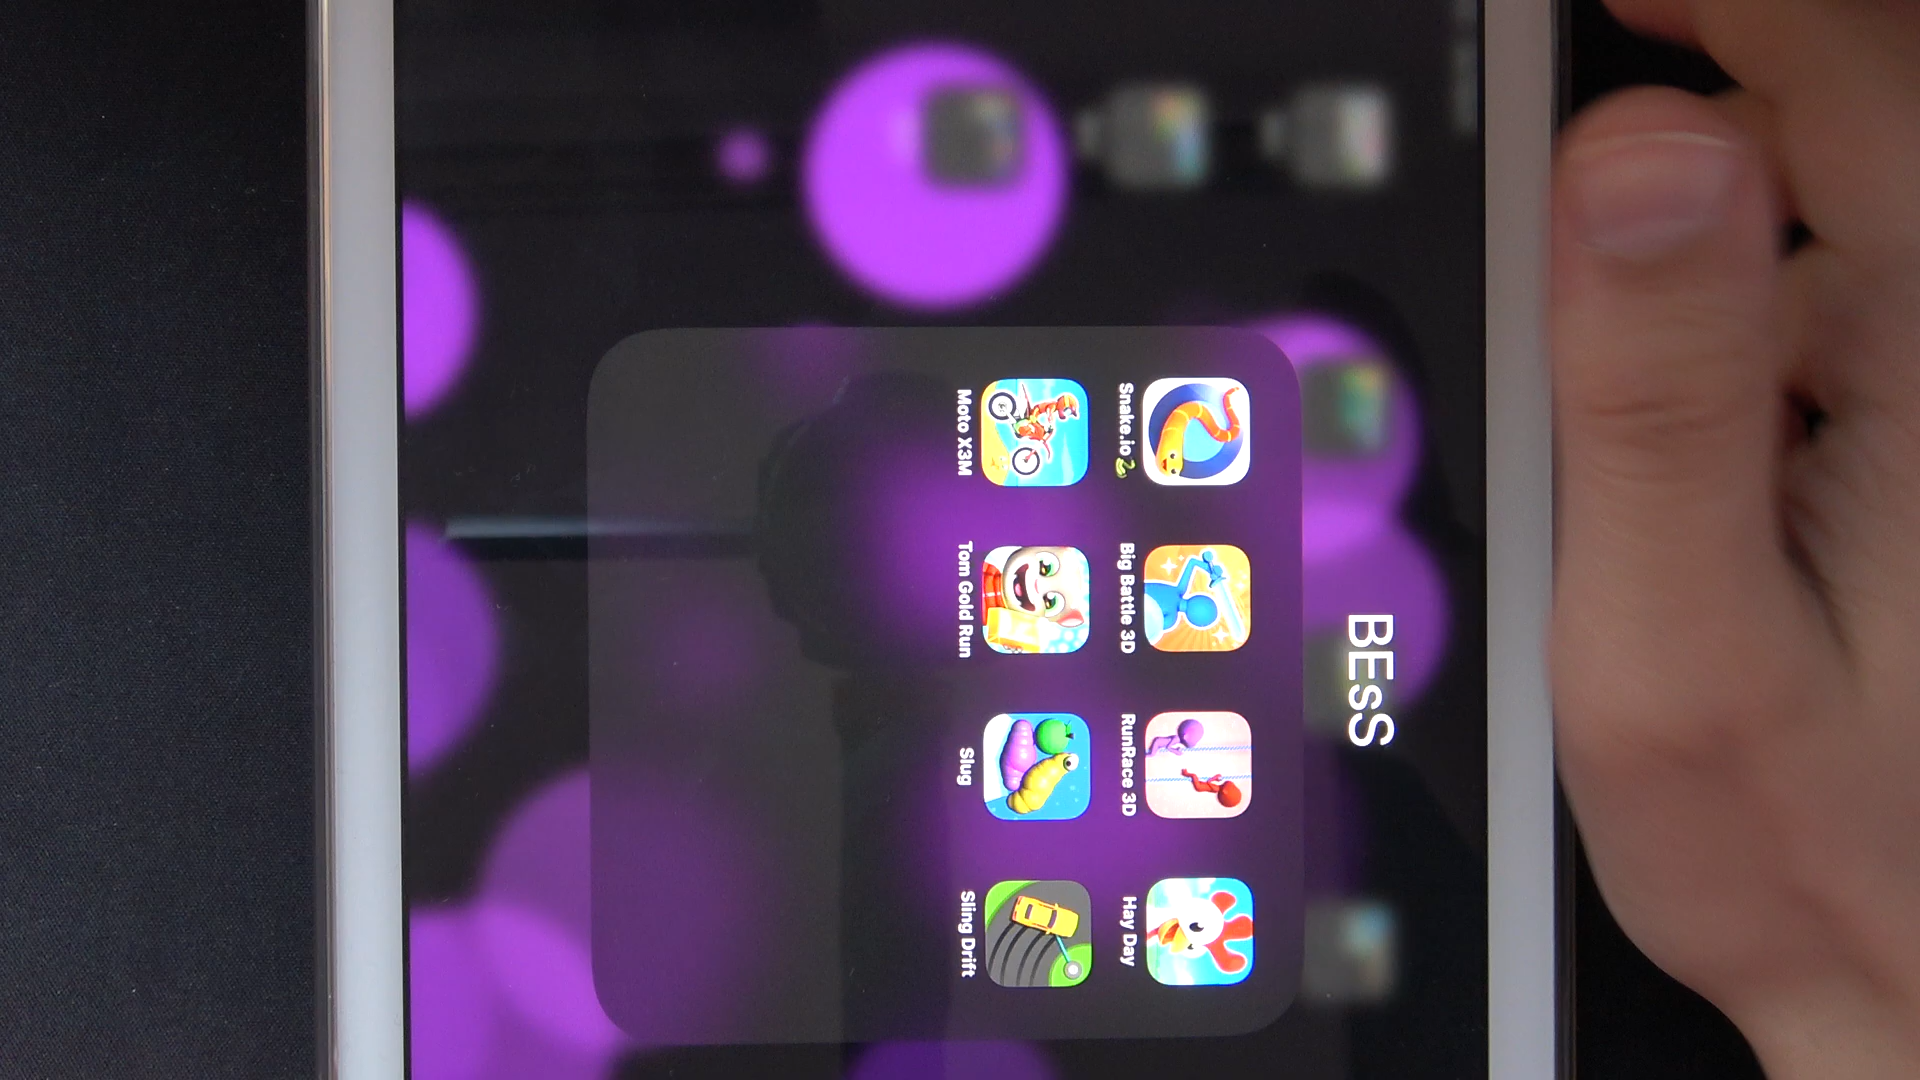 BEsS
Snake.io🐍 Big Battle 3D RunRace 3D Hay Day
Moto X3M Tom Gold Run Slug Sling Drift